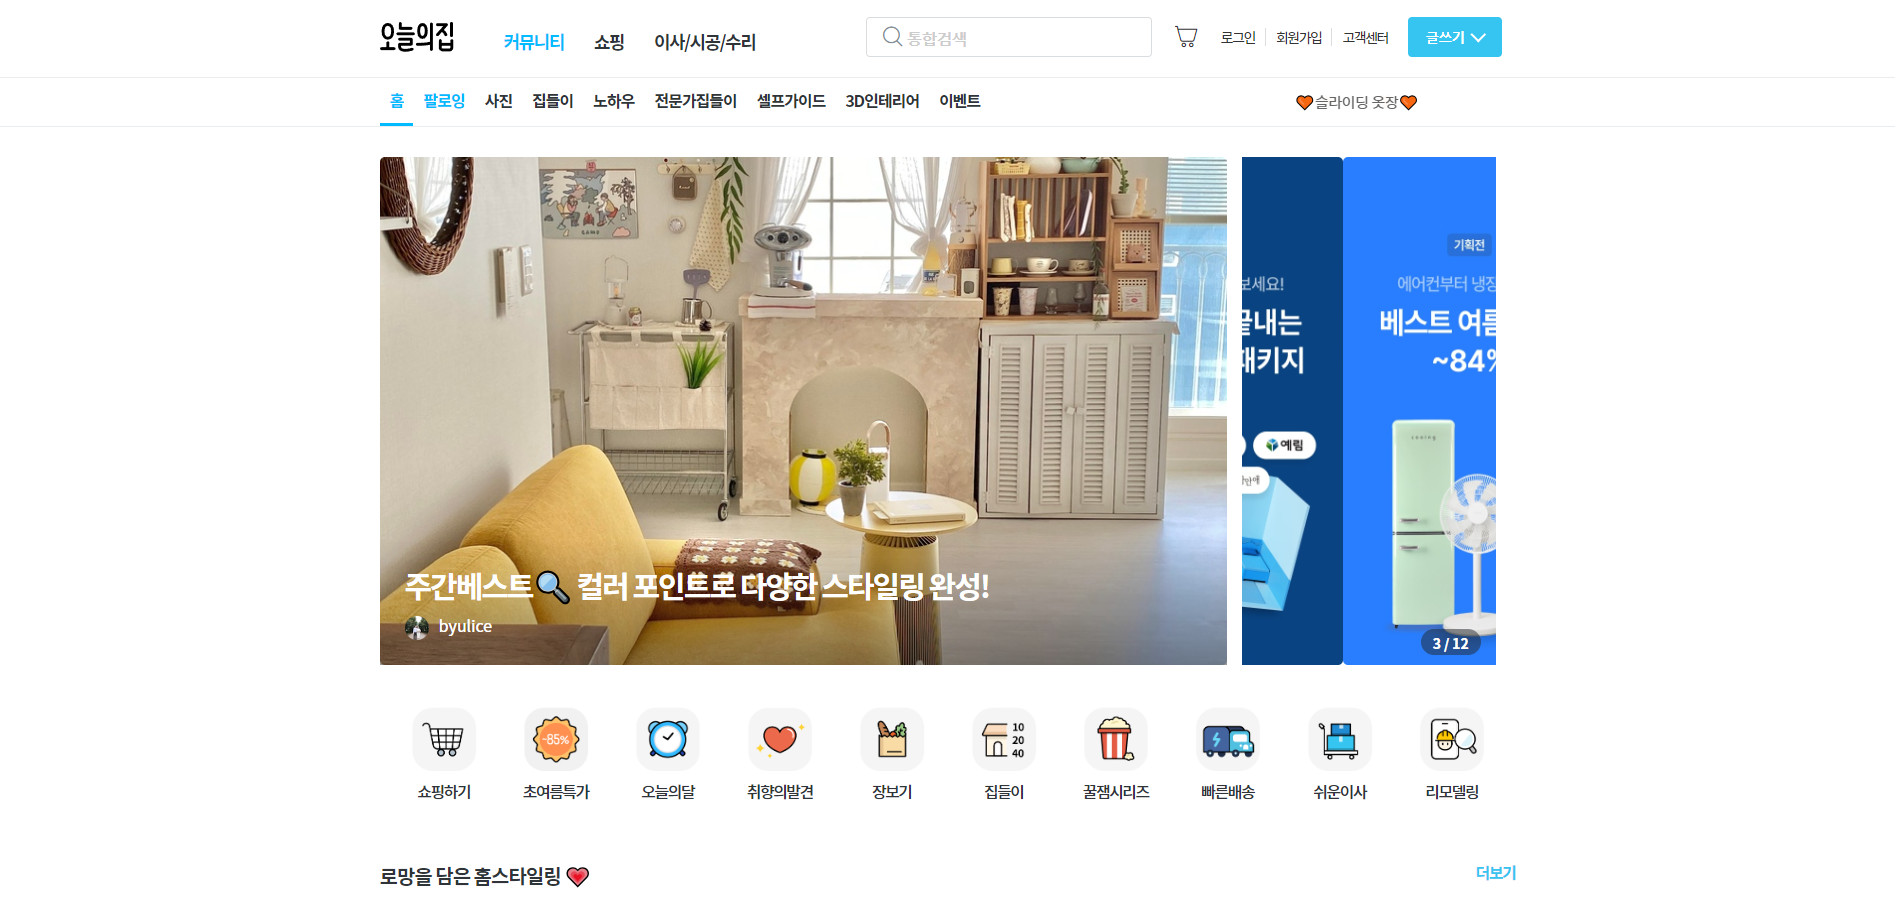 오늘의집
커뮤니티 쇼핑 이사/시공/수리
통합검색
로그인 회원가입 고객센터
글쓰기
홈 팔로잉 사진 집들이 노하우 전문가집들이 셀프가이드 3D인테리어 이벤트
🧡슬라이딩 옷장🧡
주간베스트🔍 컬러 포인트로 다양한 스타일링 완성!
byulice
보세요!
끝내는
패키지
예림
기획전
에어컨부터 냉장
베스트 여름
~84%
3 / 12
-85%
10
20
40
쇼핑하기 초여름특가 오늘의달 취향의발견 장보기 집들이 꿀잼시리즈 빠른배송 쉬운이사 리모델링
로망을 담은 홈스타일링 💗
더보기